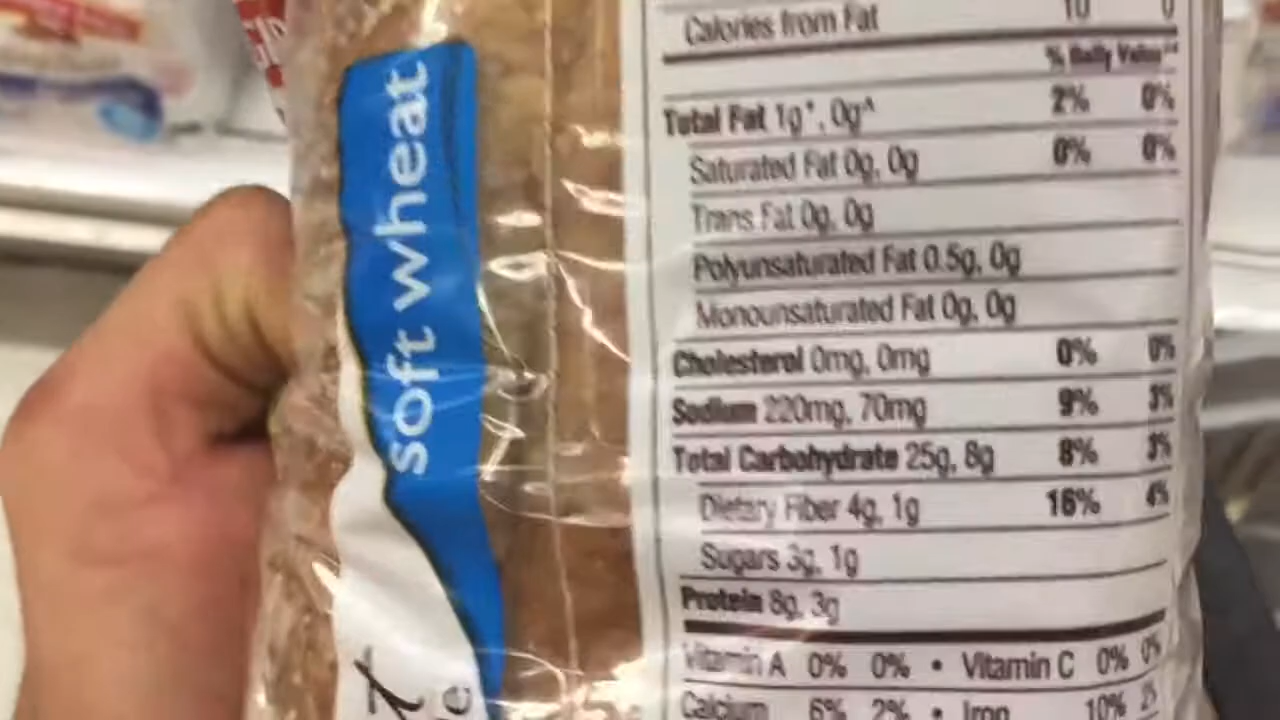 soft wheat
Calories from Fat 10 0
% Daily Value**
Total Fat 1g*, 0g^ 2% 0%
Saturated Fat 0g, 0g 0% 0%
Trans Fat 0g, 0g
Polyunsaturated Fat 0.5g, 0g
Monounsaturated Fat 0g, 0g
Cholesterol 0mg, 0mg 0% 0%
Sodium 220mg, 70mg 9% 3%
Total Carbohydrate 25g, 8g 8% 3%
Dietary Fiber 4g, 1g 16% 4%
Sugars 3g, 1g
Protein 8g, 3g
Vitamin A 0% 0% • Vitamin C 0% 0%
Calcium 6% 2% • Iron 10%